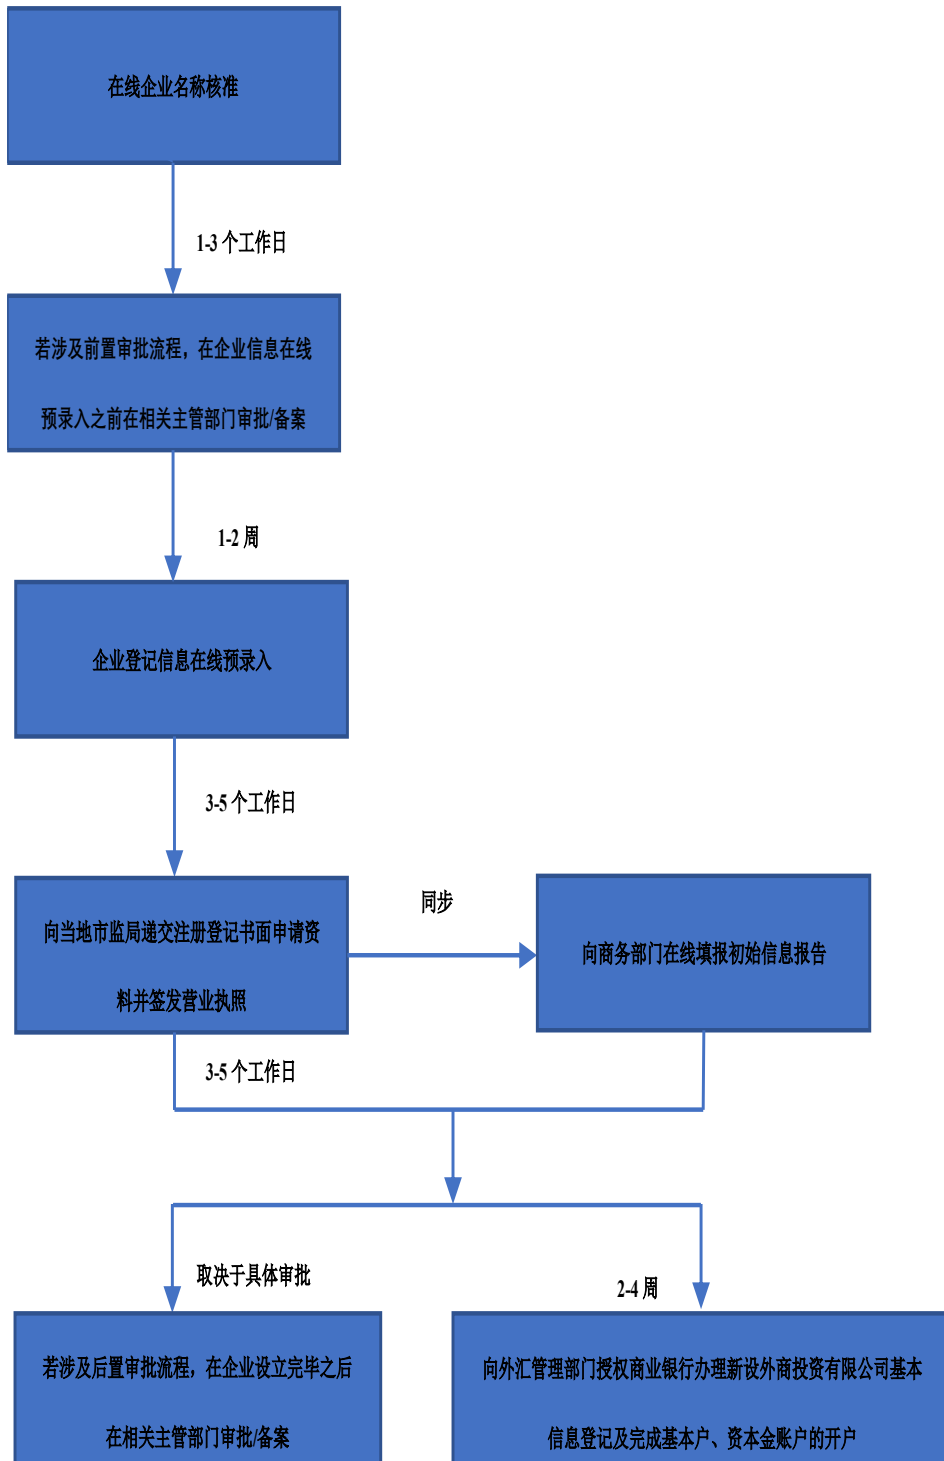 在线企业名称核准
1-3 个工作日
若涉及前置审批流程，在企业信息在线
预录入之前在相关主管部门审批/备案
1-2 周
企业登记信息在线预录入
3-5 个工作日
同步
向当地市监局递交注册登记书面申请资
料并签发营业执照
向商务部门在线填报初始信息报告
3-5 个工作日
取决于具体审批
2-4 周
若涉及后置审批流程，在企业设立完毕之后
在相关主管部门审批/备案
向外汇管理部门授权商业银行办理新设外商投资有限公司基本
信息登记及完成基本户、资本金账户的开户